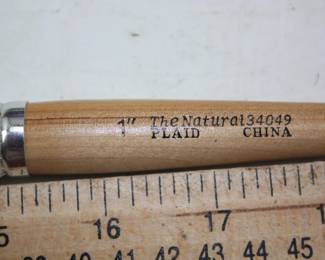 1" The Natural 34049
PLAID CHINA
16 17
40 41 42 43 44 45